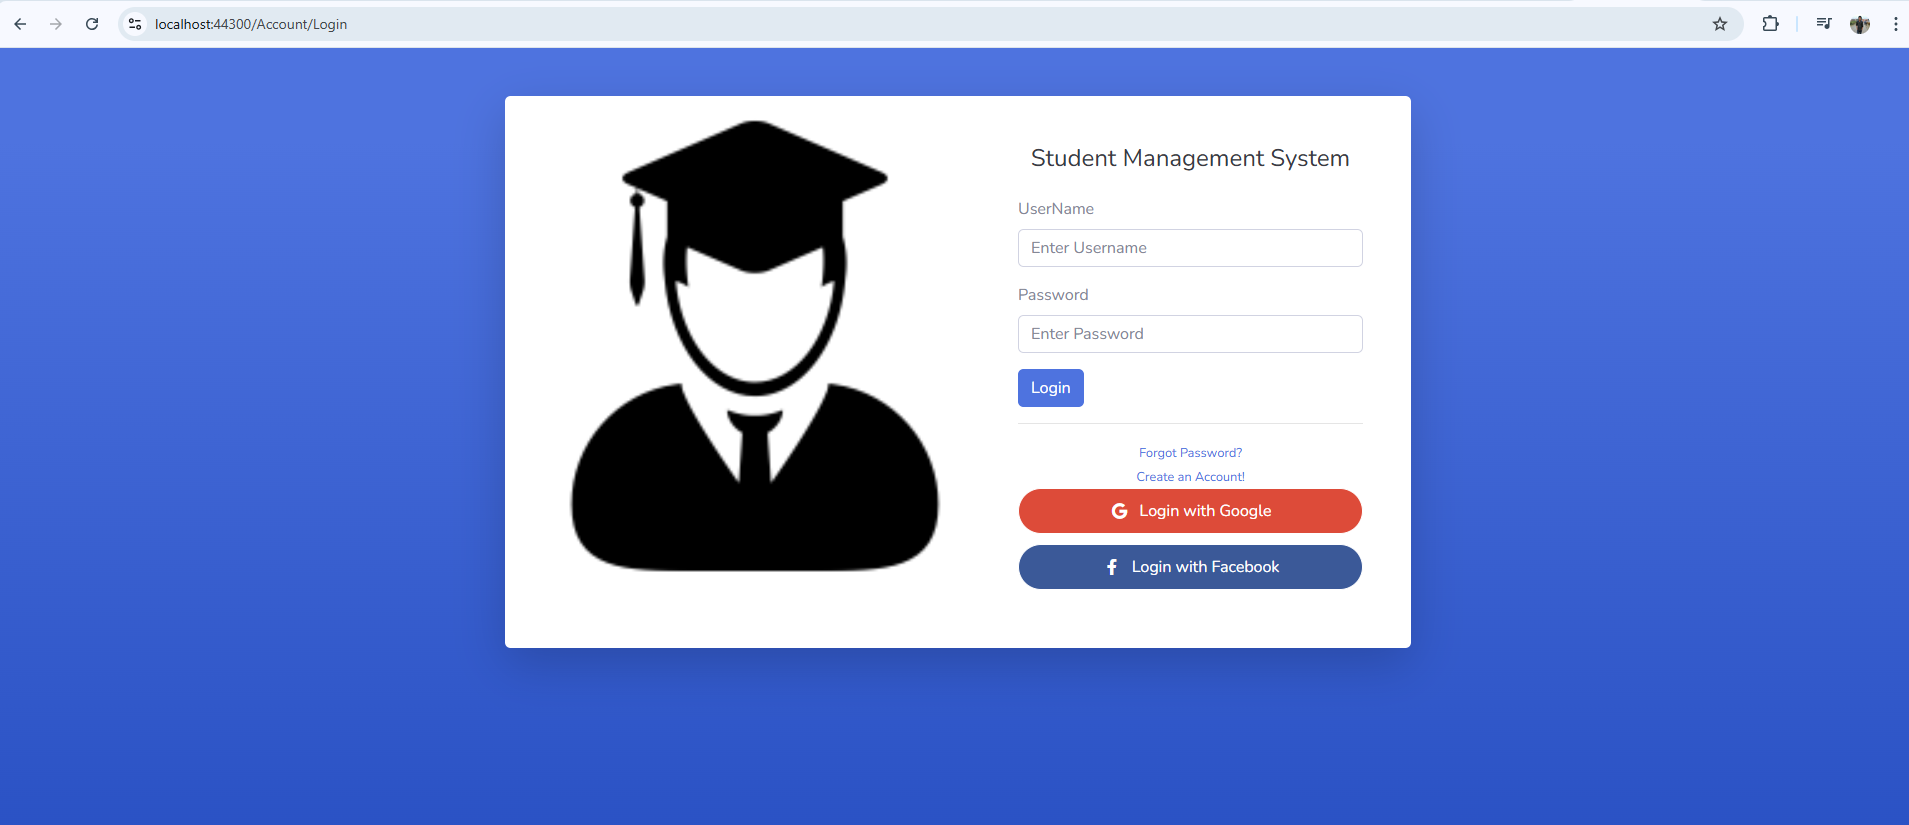 localhost:44300/Account/Login
Student Management System
UserName
Enter Username
Password
Enter Password
Login
Forgot Password?
Create an Account!
G Login with Google
f Login with Facebook